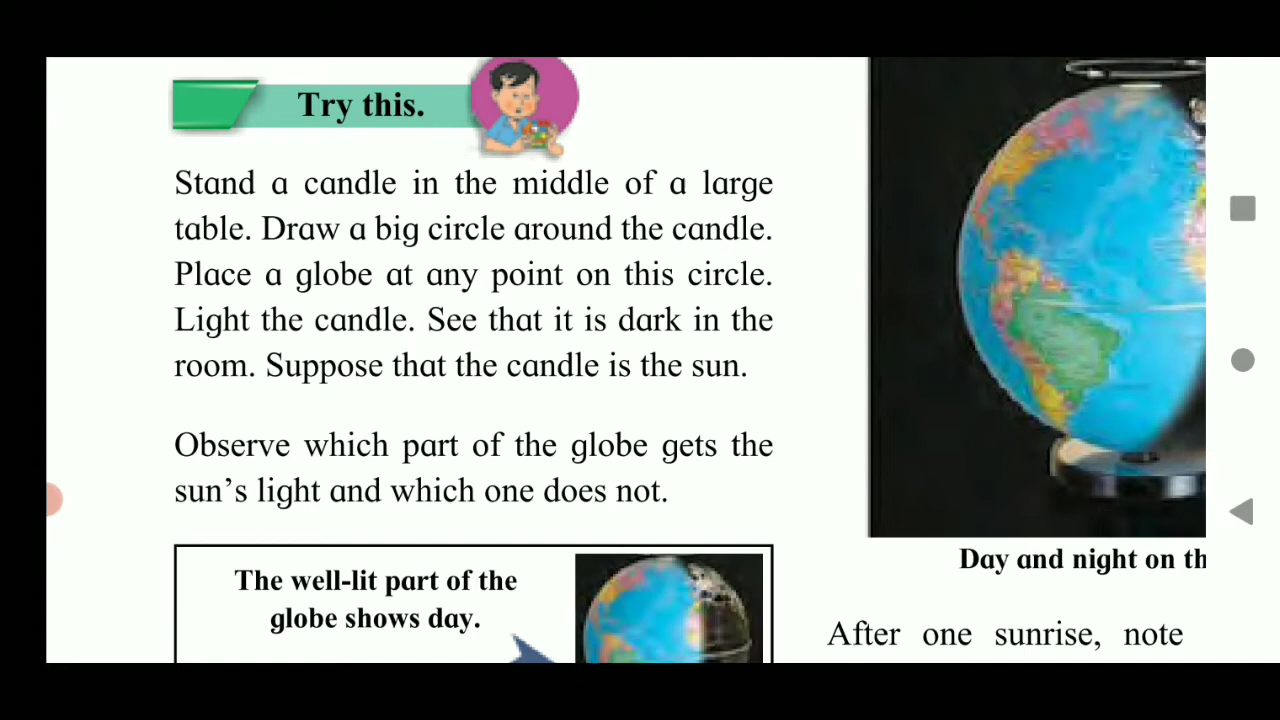 Try this.
Stand a candle in the middle of a large
table. Draw a big circle around the candle.
Place a globe at any point on this circle.
Light the candle. See that it is dark in the
room. Suppose that the candle is the sun.
Observe which part of the globe gets the
sun's light and which one does not.
The well-lit part of the
globe shows day.
Day and night on th
After one sunrise, note